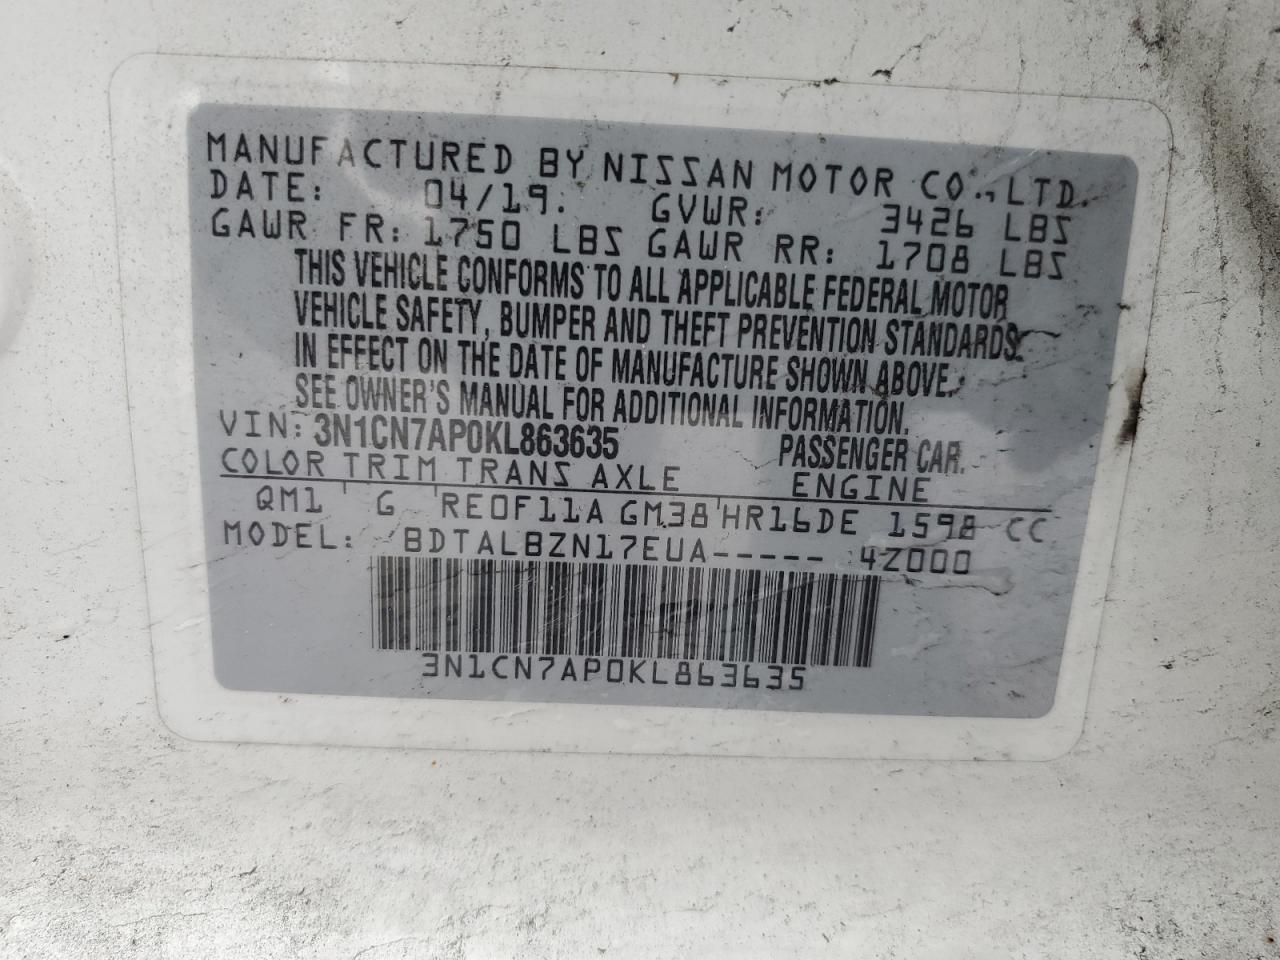 MANUFACTURED BY NISSAN MOTOR CO., LTD.
DATE: 04/19. GVWR: 3426 LBS
GAWR FR: 1750 LBS GAWR RR: 1708 LBS
THIS VEHICLE CONFORMS TO ALL APPLICABLE FEDERAL MOTOR
VEHICLE SAFETY, BUMPER AND THEFT PREVENTION STANDARDS
IN EFFECT ON THE DATE OF MANUFACTURE SHOWN ABOVE.
SEE OWNER'S MANUAL FOR ADDITIONAL INFORMATION.
VIN: 3N1CN7AP0KL863635 PASSENGER CAR.
COLOR TRIM TRANS AXLE ENGINE
QM1 G RE0F11A GM38 HR16DE 1598 CC
MODEL: BDTALBZN17EUA----- 4Z000
3N1CN7AP0KL863635